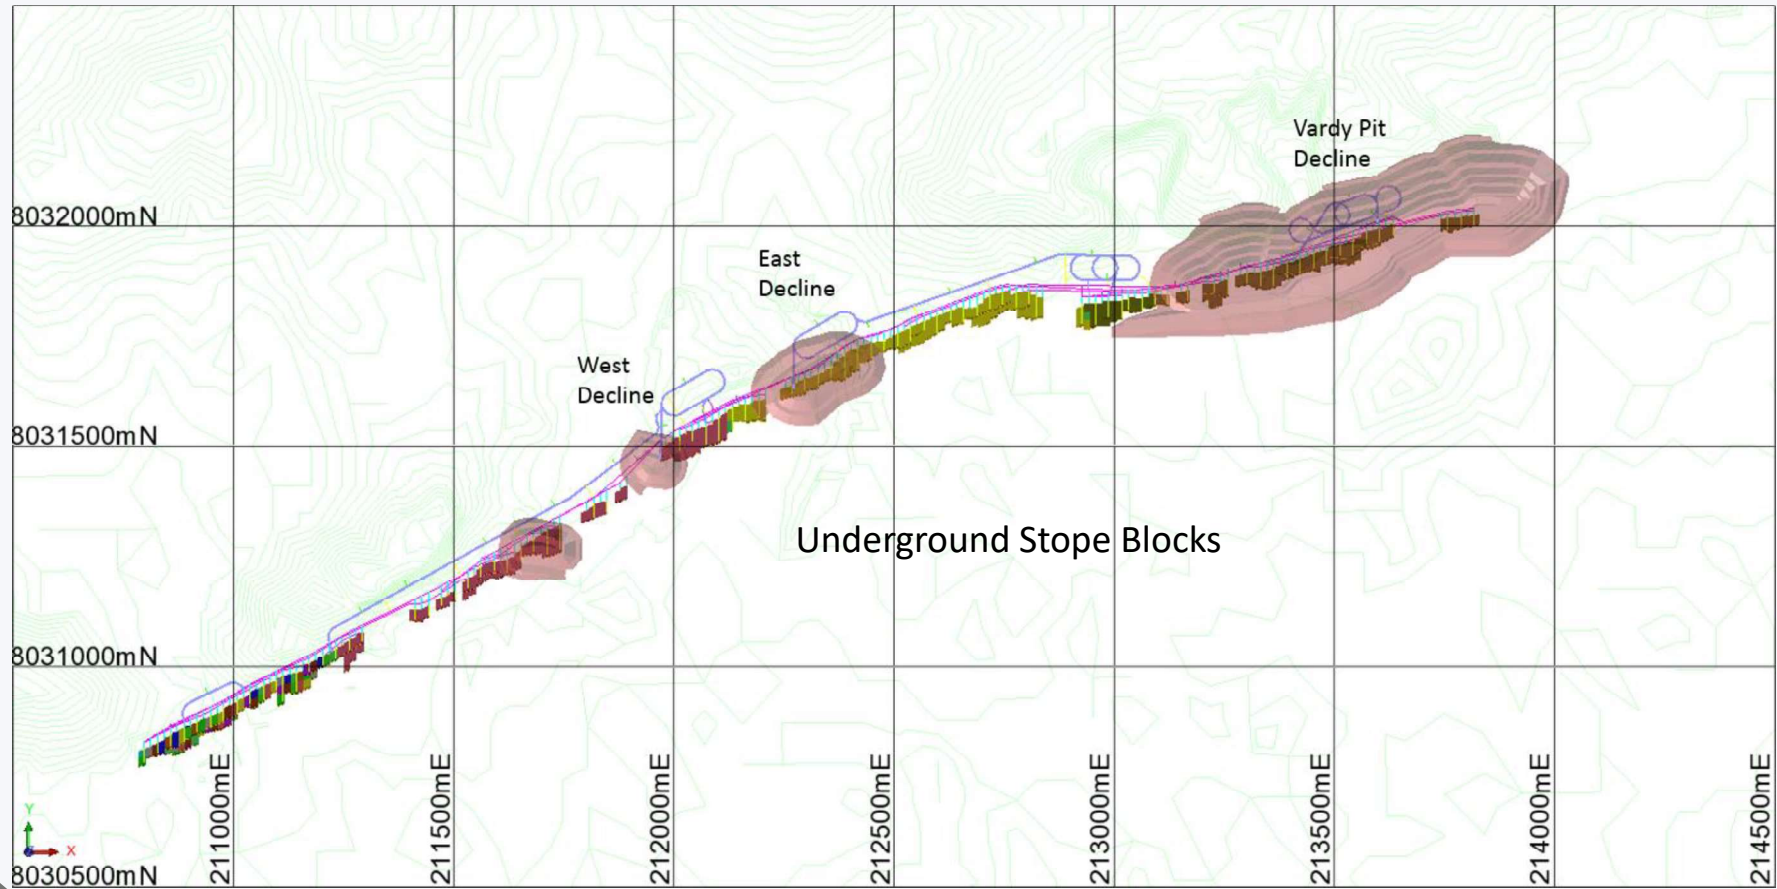 Vardy Pit
Decline
8032000mN
East
Decline
West
Decline
8031500mN
Underground Stope Blocks
8031000mN
211000mE
211500mE
212000mE
212500mE
213000mE
213500mE
214000mE
214500mE
Y
X
8030500mN